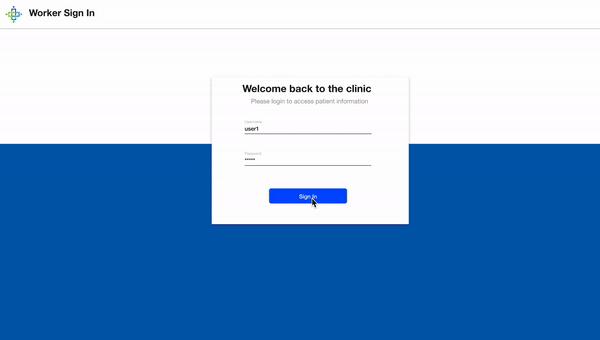 Worker Sign In
Welcome back to the clinic
Please login to access patient information
Username
user1
Password
•••••
Sign In